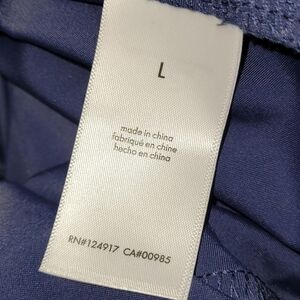 L
made in china
fabriqué en chine
hecho en china
RN#124917 CA#00985